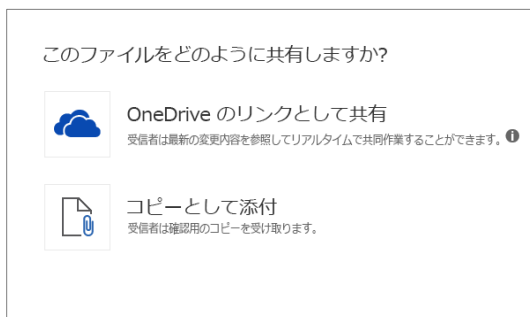 このファイルをどのように共有しますか?
OneDrive のリンクとして共有
受信者は最新の変更内容を参照してリアルタイムで共同作業することができます。
コピーとして添付
受信者は確認用のコピーを受け取ります。